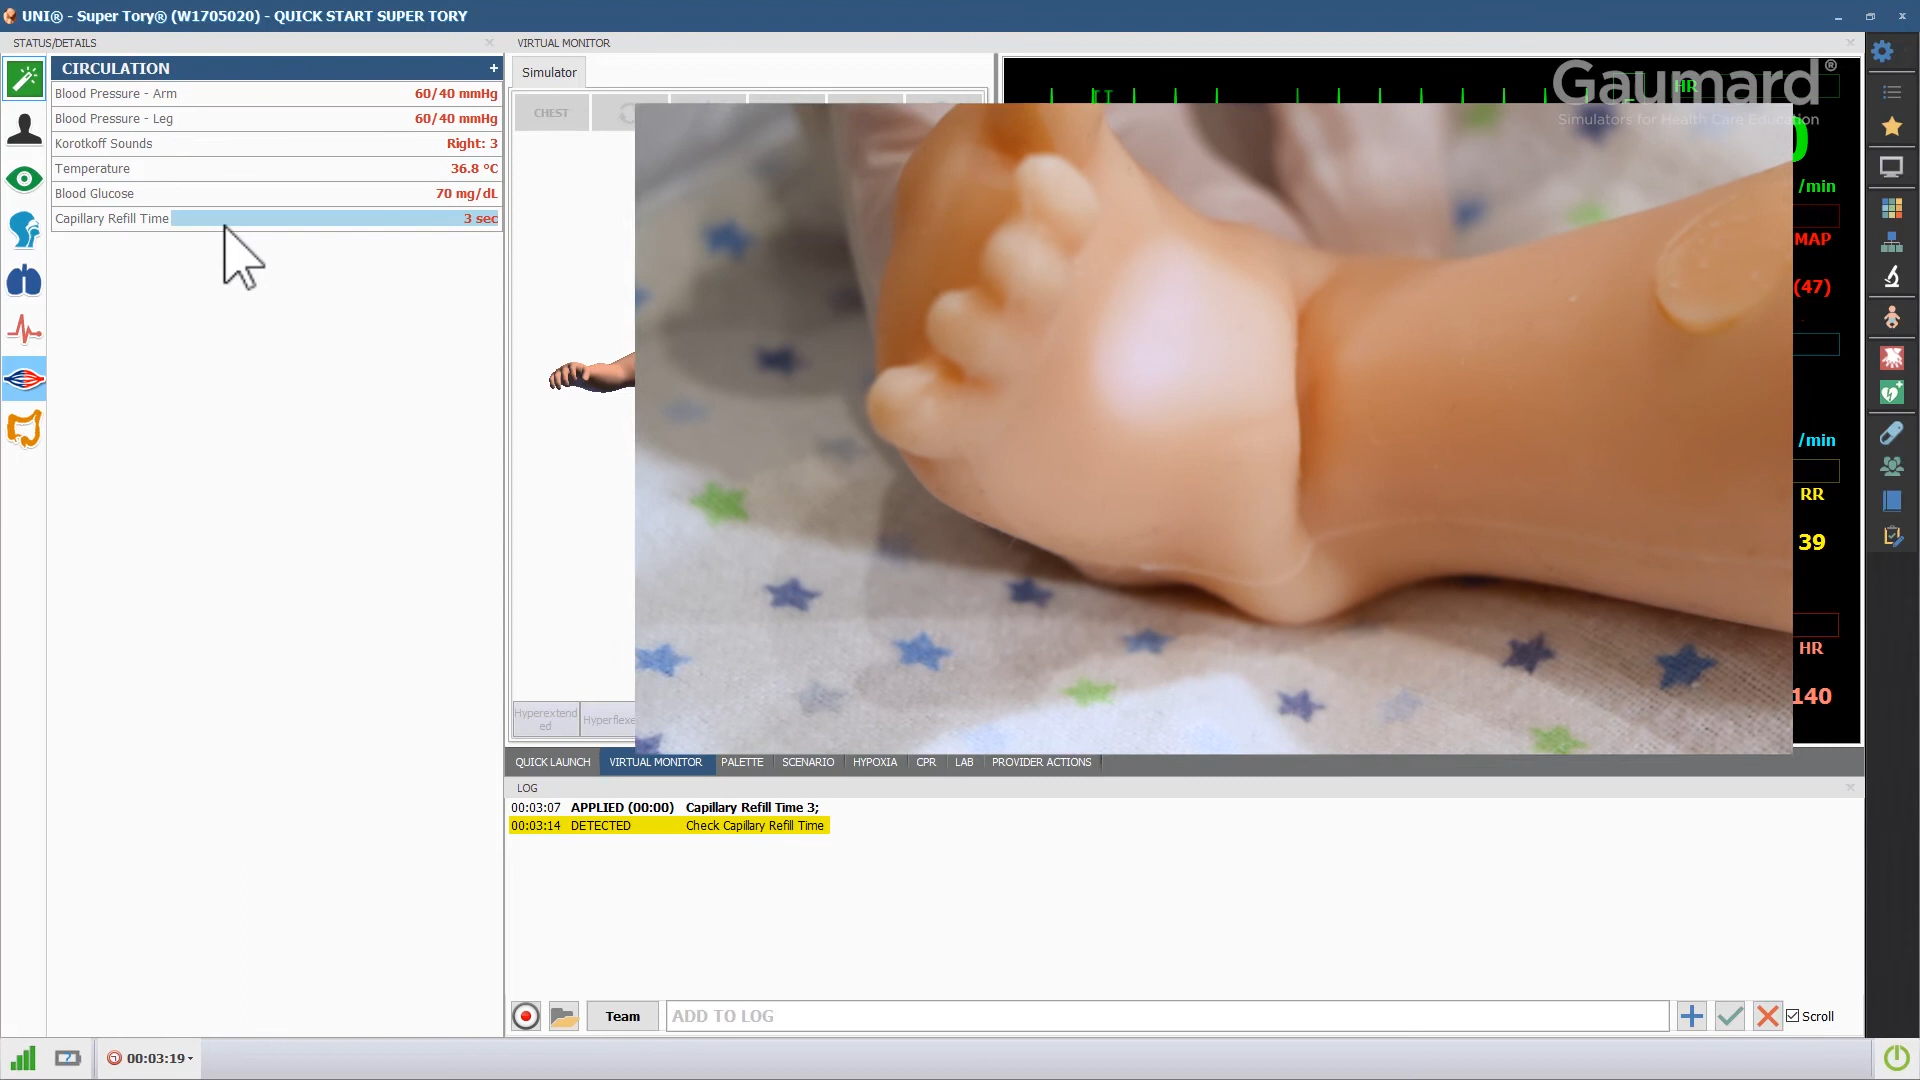 UNI® - Super Tory® (W1705020) - QUICK START SUPER TORY
STATUS/DETAILS
CIRCULATION +
Blood Pressure - Arm 60/40 mmHg
Blood Pressure - Leg 60/40 mmHg
Korotkoff Sounds Right: 3
Temperature 36.8 °C
Blood Glucose 70 mg/dL
Capillary Refill Time 3 sec
VIRTUAL MONITOR
Simulator
CHEST
Gaumard®
Simulators for Health Care Education
II
HR
/min
MAP
(47)
/min
RR
39
HR
140
Hyperextend
ed
QUICK LAUNCH VIRTUAL MONITOR PALETTE SCENARIO HYPOXIA CPR LAB PROVIDER ACTIONS
LOG
00:03:07 APPLIED (00:00) Capillary Refill Time 3;
00:03:14 DETECTED Check Capillary Refill Time
Team ADD TO LOG Scroll
00:03:19